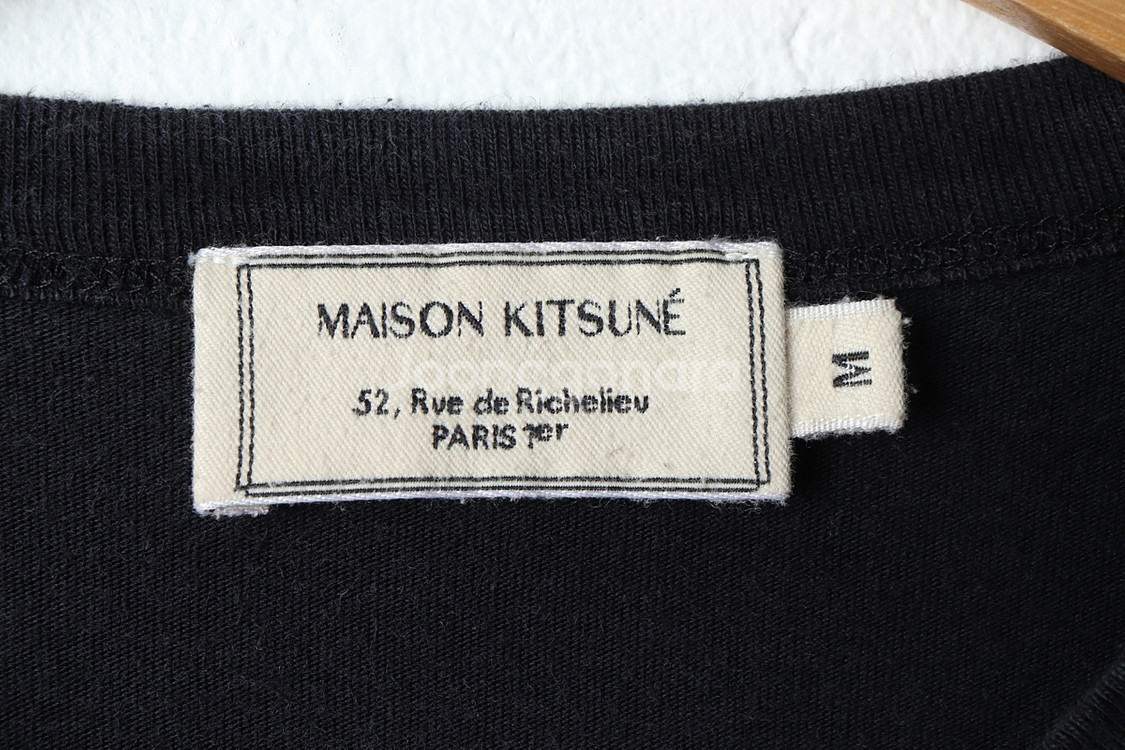 MAISON KITSUNÉ
52, Rue de Richelieu
PARIS 1er
M